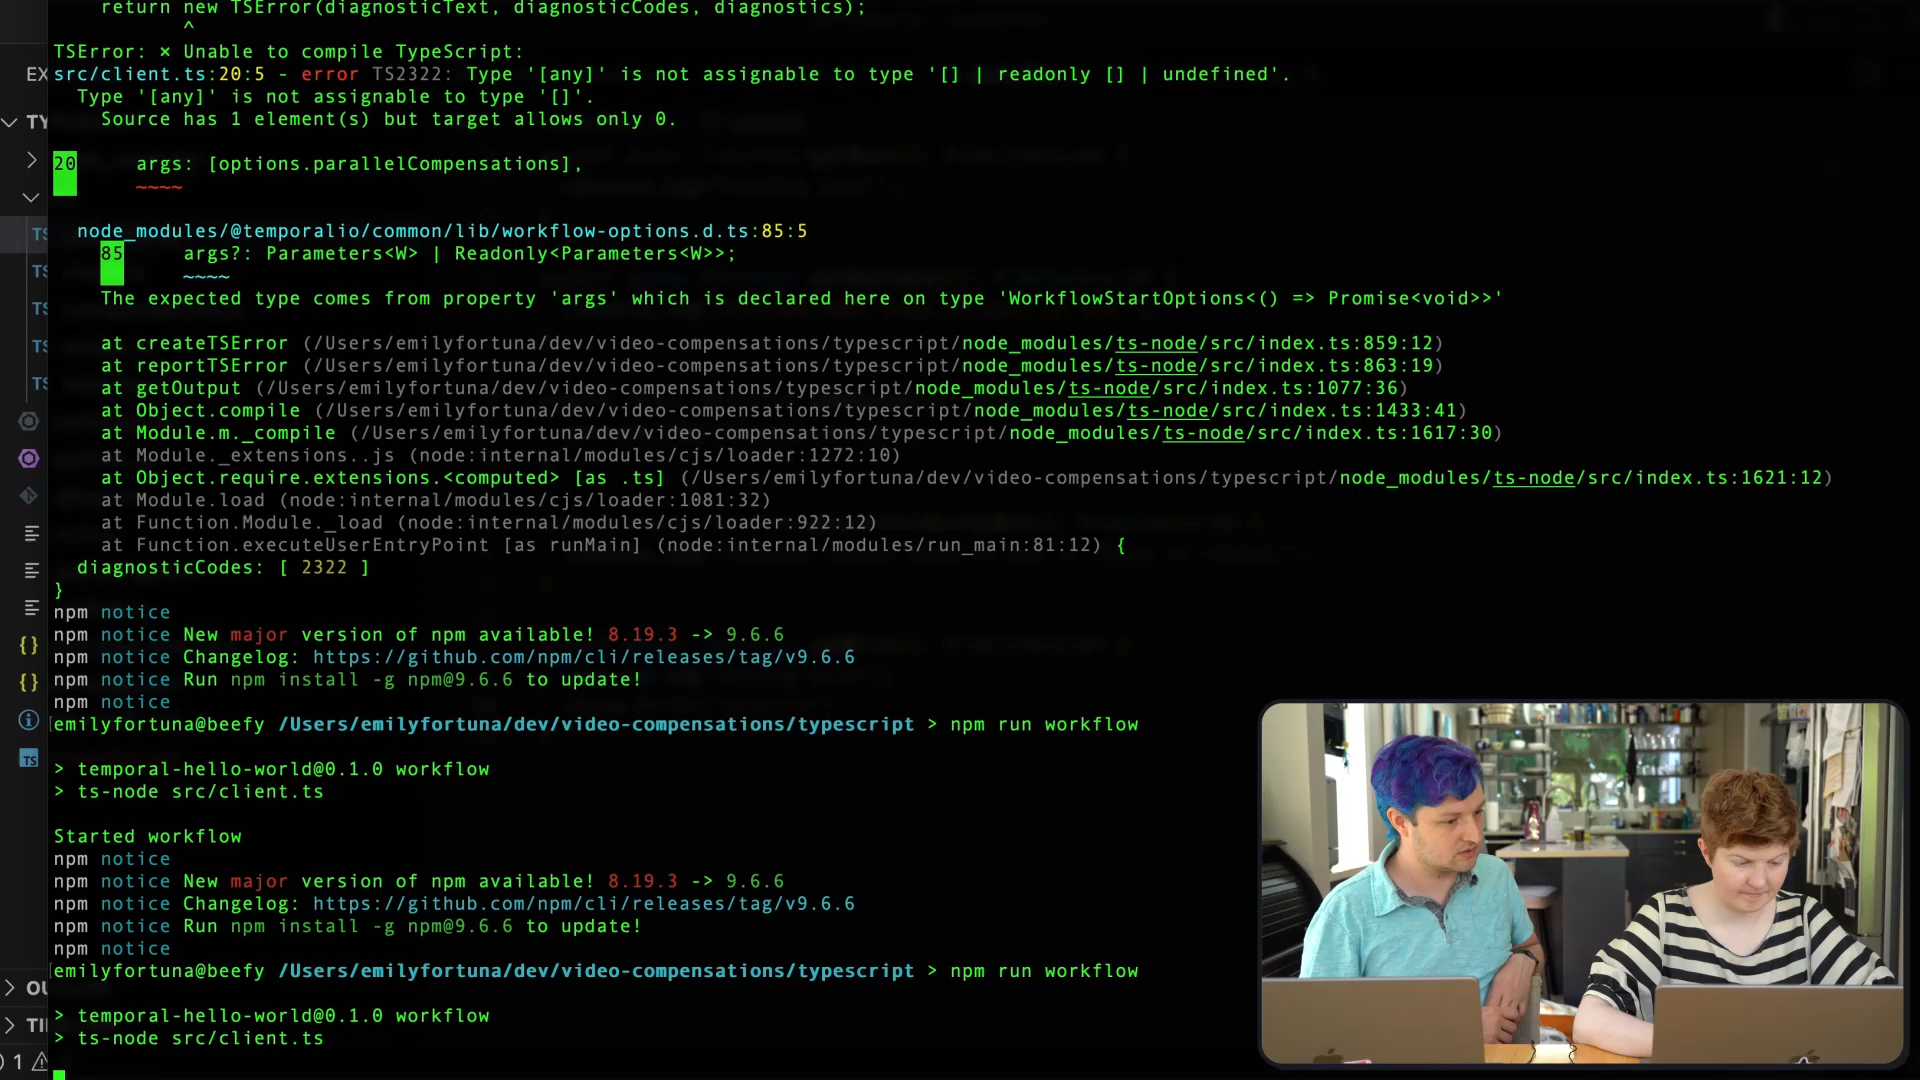 return new TSError(diagnosticText, diagnosticCodes, diagnostics);
^
TSError: ⨯ Unable to compile TypeScript:
src/client.ts:20:5 - error TS2322: Type '[any]' is not assignable to type '[] | readonly [] | undefined'.
Type '[any]' is not assignable to type '[]'.
Source has 1 element(s) but target allows only 0.
20 args: [options.parallelCompensations],
~~~~
node_modules/@temporalio/common/lib/workflow-options.d.ts:85:5
85 args?: Parameters<W> | Readonly<Parameters<W>>;
~~~~
The expected type comes from property 'args' which is declared here on type 'WorkflowStartOptions<() => Promise<void>>'
at createTSError (/Users/emilyfortuna/dev/video-compensations/typescript/node_modules/ts-node/src/index.ts:859:12)
at reportTSError (/Users/emilyfortuna/dev/video-compensations/typescript/node_modules/ts-node/src/index.ts:863:19)
at getOutput (/Users/emilyfortuna/dev/video-compensations/typescript/node_modules/ts-node/src/index.ts:1077:36)
at Object.compile (/Users/emilyfortuna/dev/video-compensations/typescript/node_modules/ts-node/src/index.ts:1433:41)
at Module.m._compile (/Users/emilyfortuna/dev/video-compensations/typescript/node_modules/ts-node/src/index.ts:1617:30)
at Module._extensions..js (node:internal/modules/cjs/loader:1272:10)
at Object.require.extensions.<computed> [as .ts] (/Users/emilyfortuna/dev/video-compensations/typescript/node_modules/ts-node/src/index.ts:1621:12)
at Module.load (node:internal/modules/cjs/loader:1081:32)
at Function.Module._load (node:internal/modules/cjs/loader:922:12)
at Function.executeUserEntryPoint [as runMain] (node:internal/modules/run_main:81:12) {
diagnosticCodes: [ 2322 ]
}
npm notice
npm notice New major version of npm available! 8.19.3 -> 9.6.6
npm notice Changelog: https://github.com/npm/cli/releases/tag/v9.6.6
npm notice Run npm install -g npm@9.6.6 to update!
npm notice
[emilyfortuna@beefy /Users/emilyfortuna/dev/video-compensations/typescript > npm run workflow
> temporal-hello-world@0.1.0 workflow
> ts-node src/client.ts
Started workflow
npm notice
npm notice New major version of npm available! 8.19.3 -> 9.6.6
npm notice Changelog: https://github.com/npm/cli/releases/tag/v9.6.6
npm notice Run npm install -g npm@9.6.6 to update!
npm notice
[emilyfortuna@beefy /Users/emilyfortuna/dev/video-compensations/typescript > npm run workflow
> temporal-hello-world@0.1.0 workflow
> ts-node src/client.ts
EX
TY
TS
TS
TS
TS
TS
{ }
{ }
TS
OU
TI
1